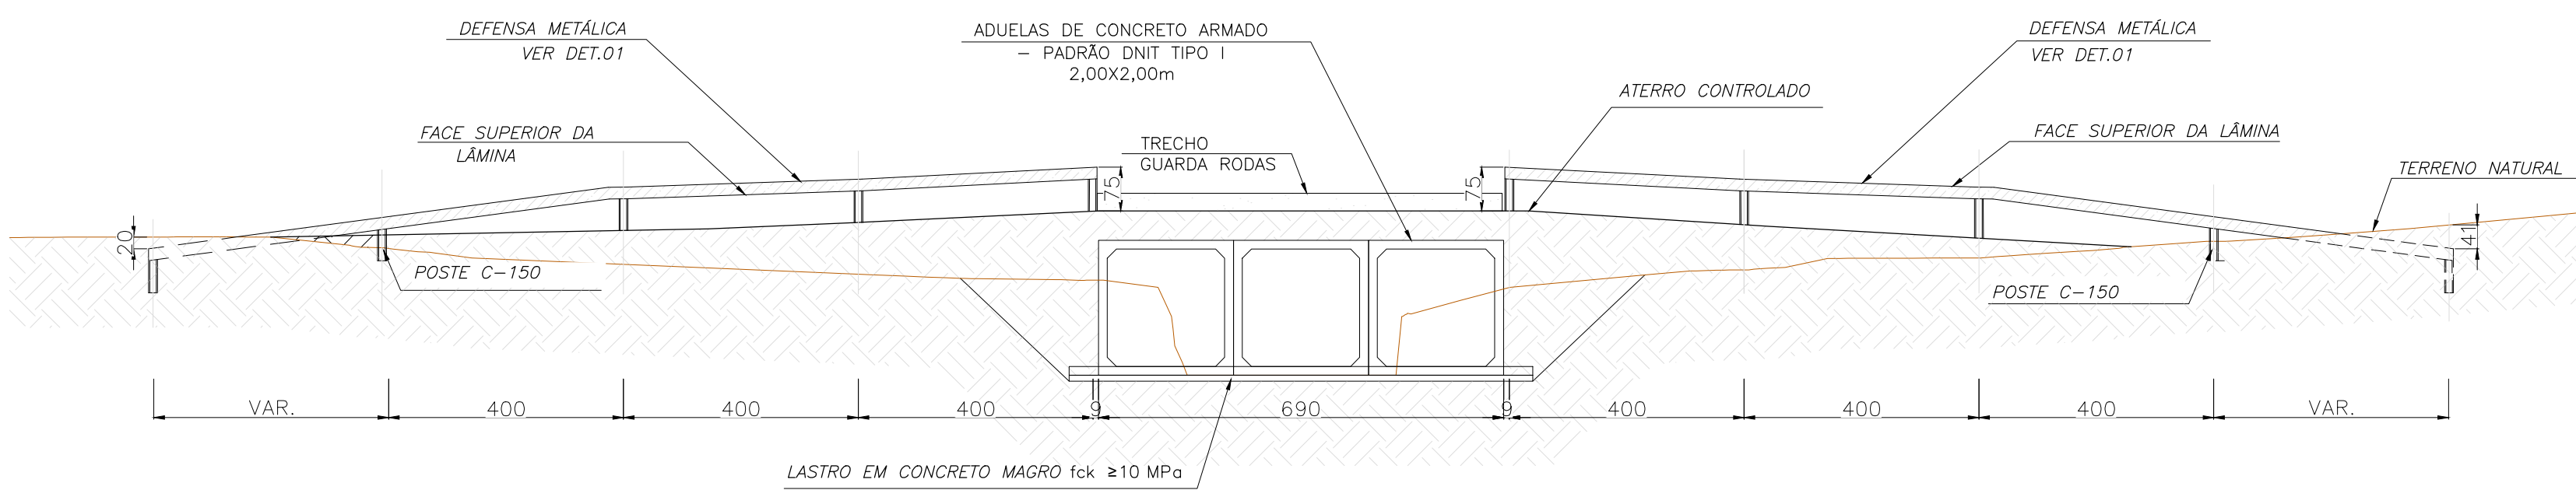 DEFENSA METÁLICA
VER DET.01
ADUELAS DE CONCRETO ARMADO
- PADRÃO DNIT TIPO I
2,00X2,00m
DEFENSA METÁLICA
VER DET.01
ATERRO CONTROLADO
FACE SUPERIOR DA
LÂMINA
TRECHO
GUARDA RODAS
FACE SUPERIOR DA LÂMINA
TERRENO NATURAL
75
75
20
41
POSTE C-150
POSTE C-150
VAR.
400
400
400
9
690
9
400
400
400
VAR.
LASTRO EM CONCRETO MAGRO fck ≥10 MPa